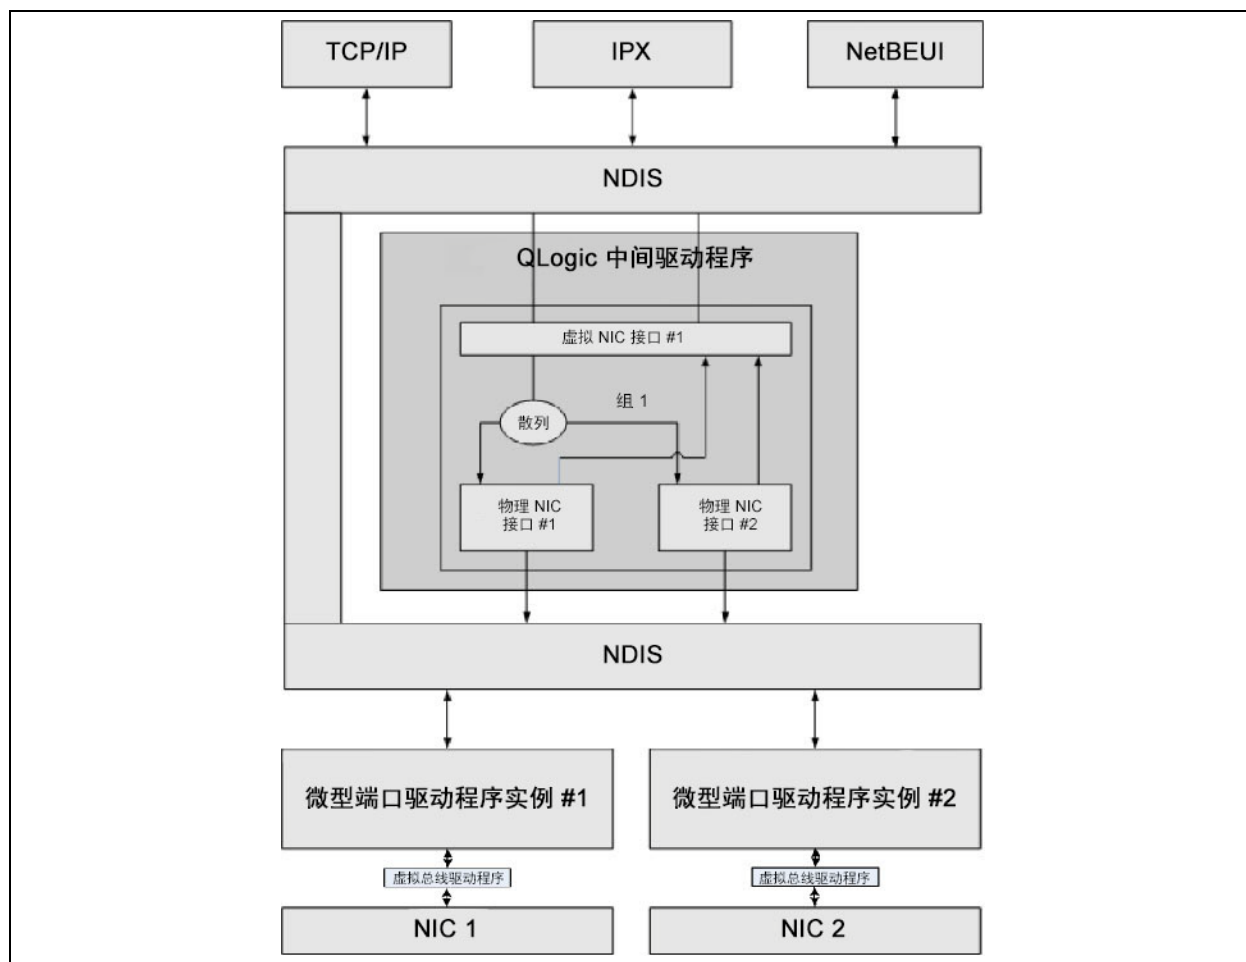 TCP/IP
IPX
NetBEUI
NDIS
QLogic 中间驱动程序
虚拟 NIC 接口 #1
组 1
散列
物理 NIC
接口 #1
物理 NIC
接口 #2
NDIS
微型端口驱动程序实例 #1
微型端口驱动程序实例 #2
虚拟总线驱动程序
虚拟总线驱动程序
NIC 1
NIC 2